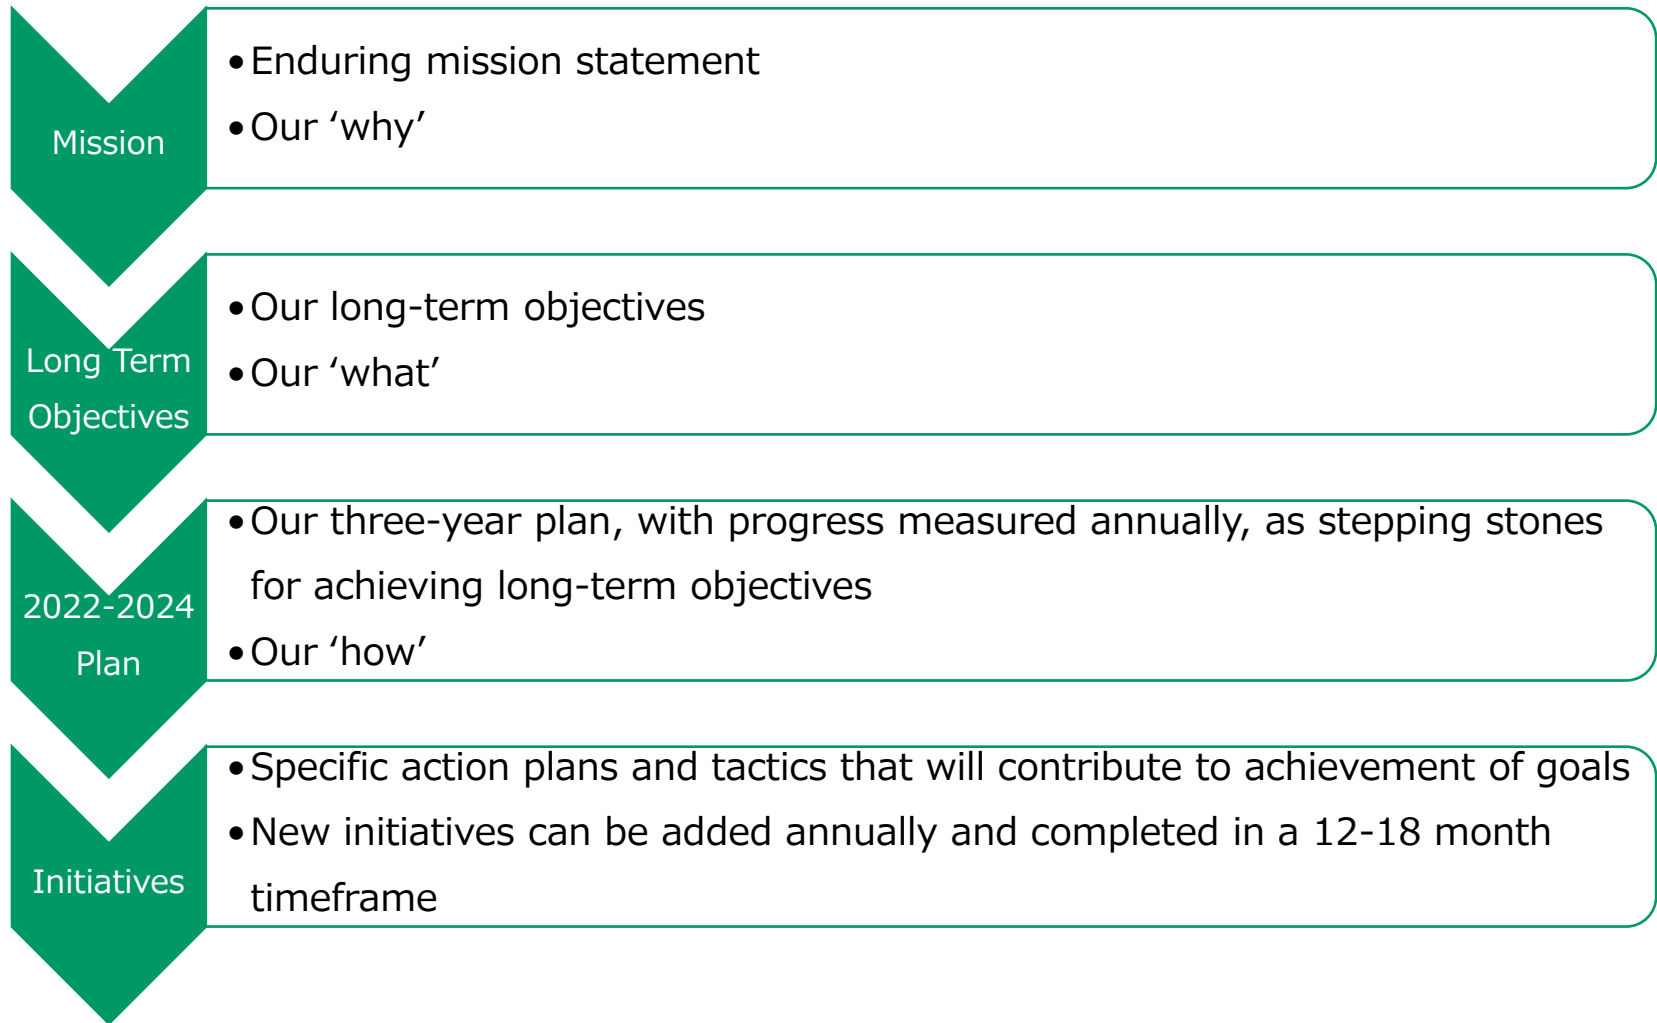 Mission
•Enduring mission statement
•Our ‘why’
Long Term
Objectives
•Our long-term objectives
•Our ‘what’
2022-2024
Plan
•Our three-year plan, with progress measured annually, as stepping stones
for achieving long-term objectives
•Our ‘how’
Initiatives
•Specific action plans and tactics that will contribute to achievement of goals
•New initiatives can be added annually and completed in a 12-18 month
timeframe